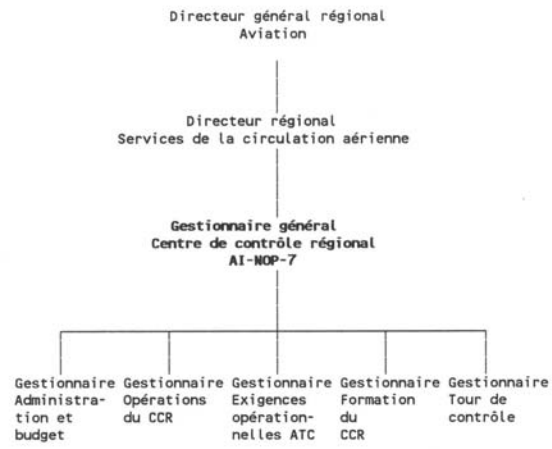 Directeur général régional
Aviation
Directeur régional
Services de la circulation aérienne
Gestionnaire général
Centre de contrôle régional
AI-NOP-7
Gestionnaire Gestionnaire Gestionnaire Gestionnaire Gestionnaire
Administra- Opérations Exigences Formation Tour de
tion et du CCR opération- du contrôle
budget nelles ATC CCR